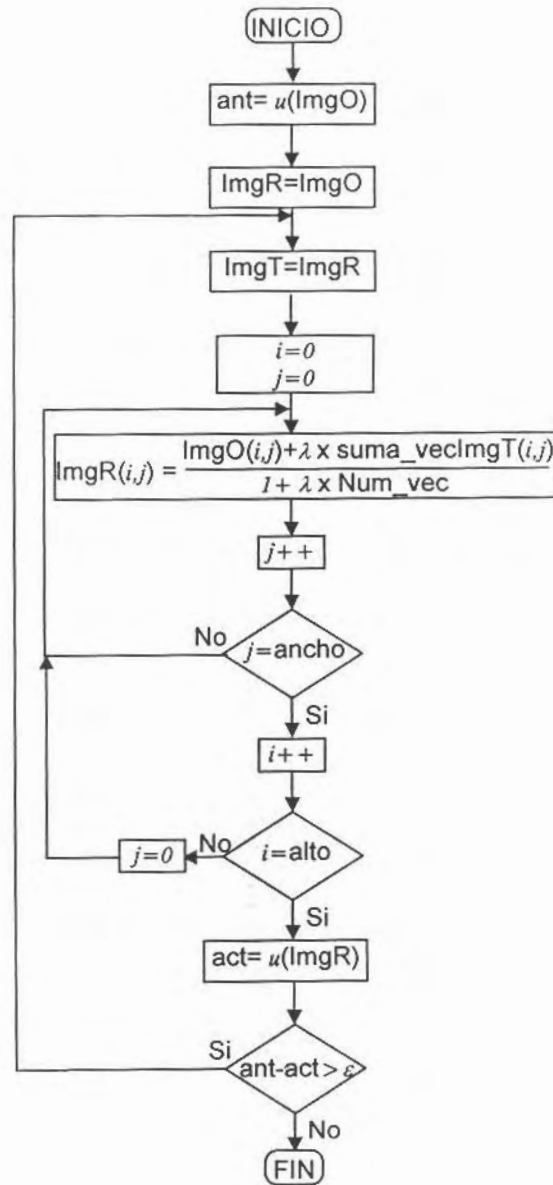 INICIO
ant= u(ImgO)
ImgR=ImgO
ImgT=ImgR
i=0
j=0
ImgR(i,j) = ImgO(i,j)+λ x suma_vecImgT(i,j)
1 + λ x Num_vec
j++
No
j=ancho
Si
i++
j=0
No
i=alto
Si
act= u(ImgR)
Si
ant-act> ε
No
FIN